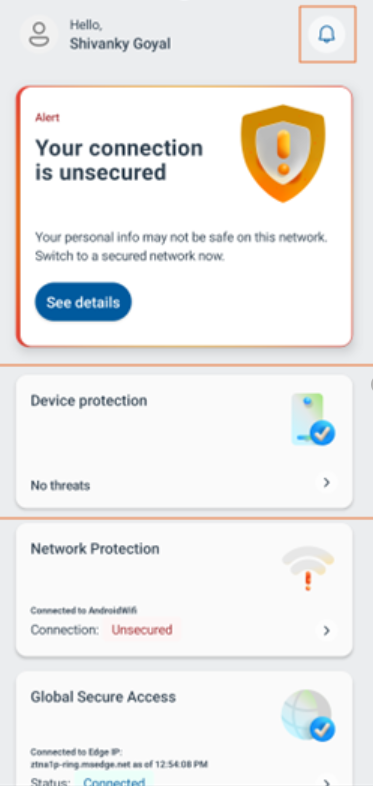 Hello,
Shivanky Goyal
Alert
Your connection
is unsecured
Your personal info may not be safe on this network.
Switch to a secured network now.
See details
Device protection
No threats
Network Protection
Connected to AndroidWifi
Connection: Unsecured
Global Secure Access
Connected to Edge IP:
ztna1p-ring.msedge.net as of 12:54:08 PM
Status: Connected